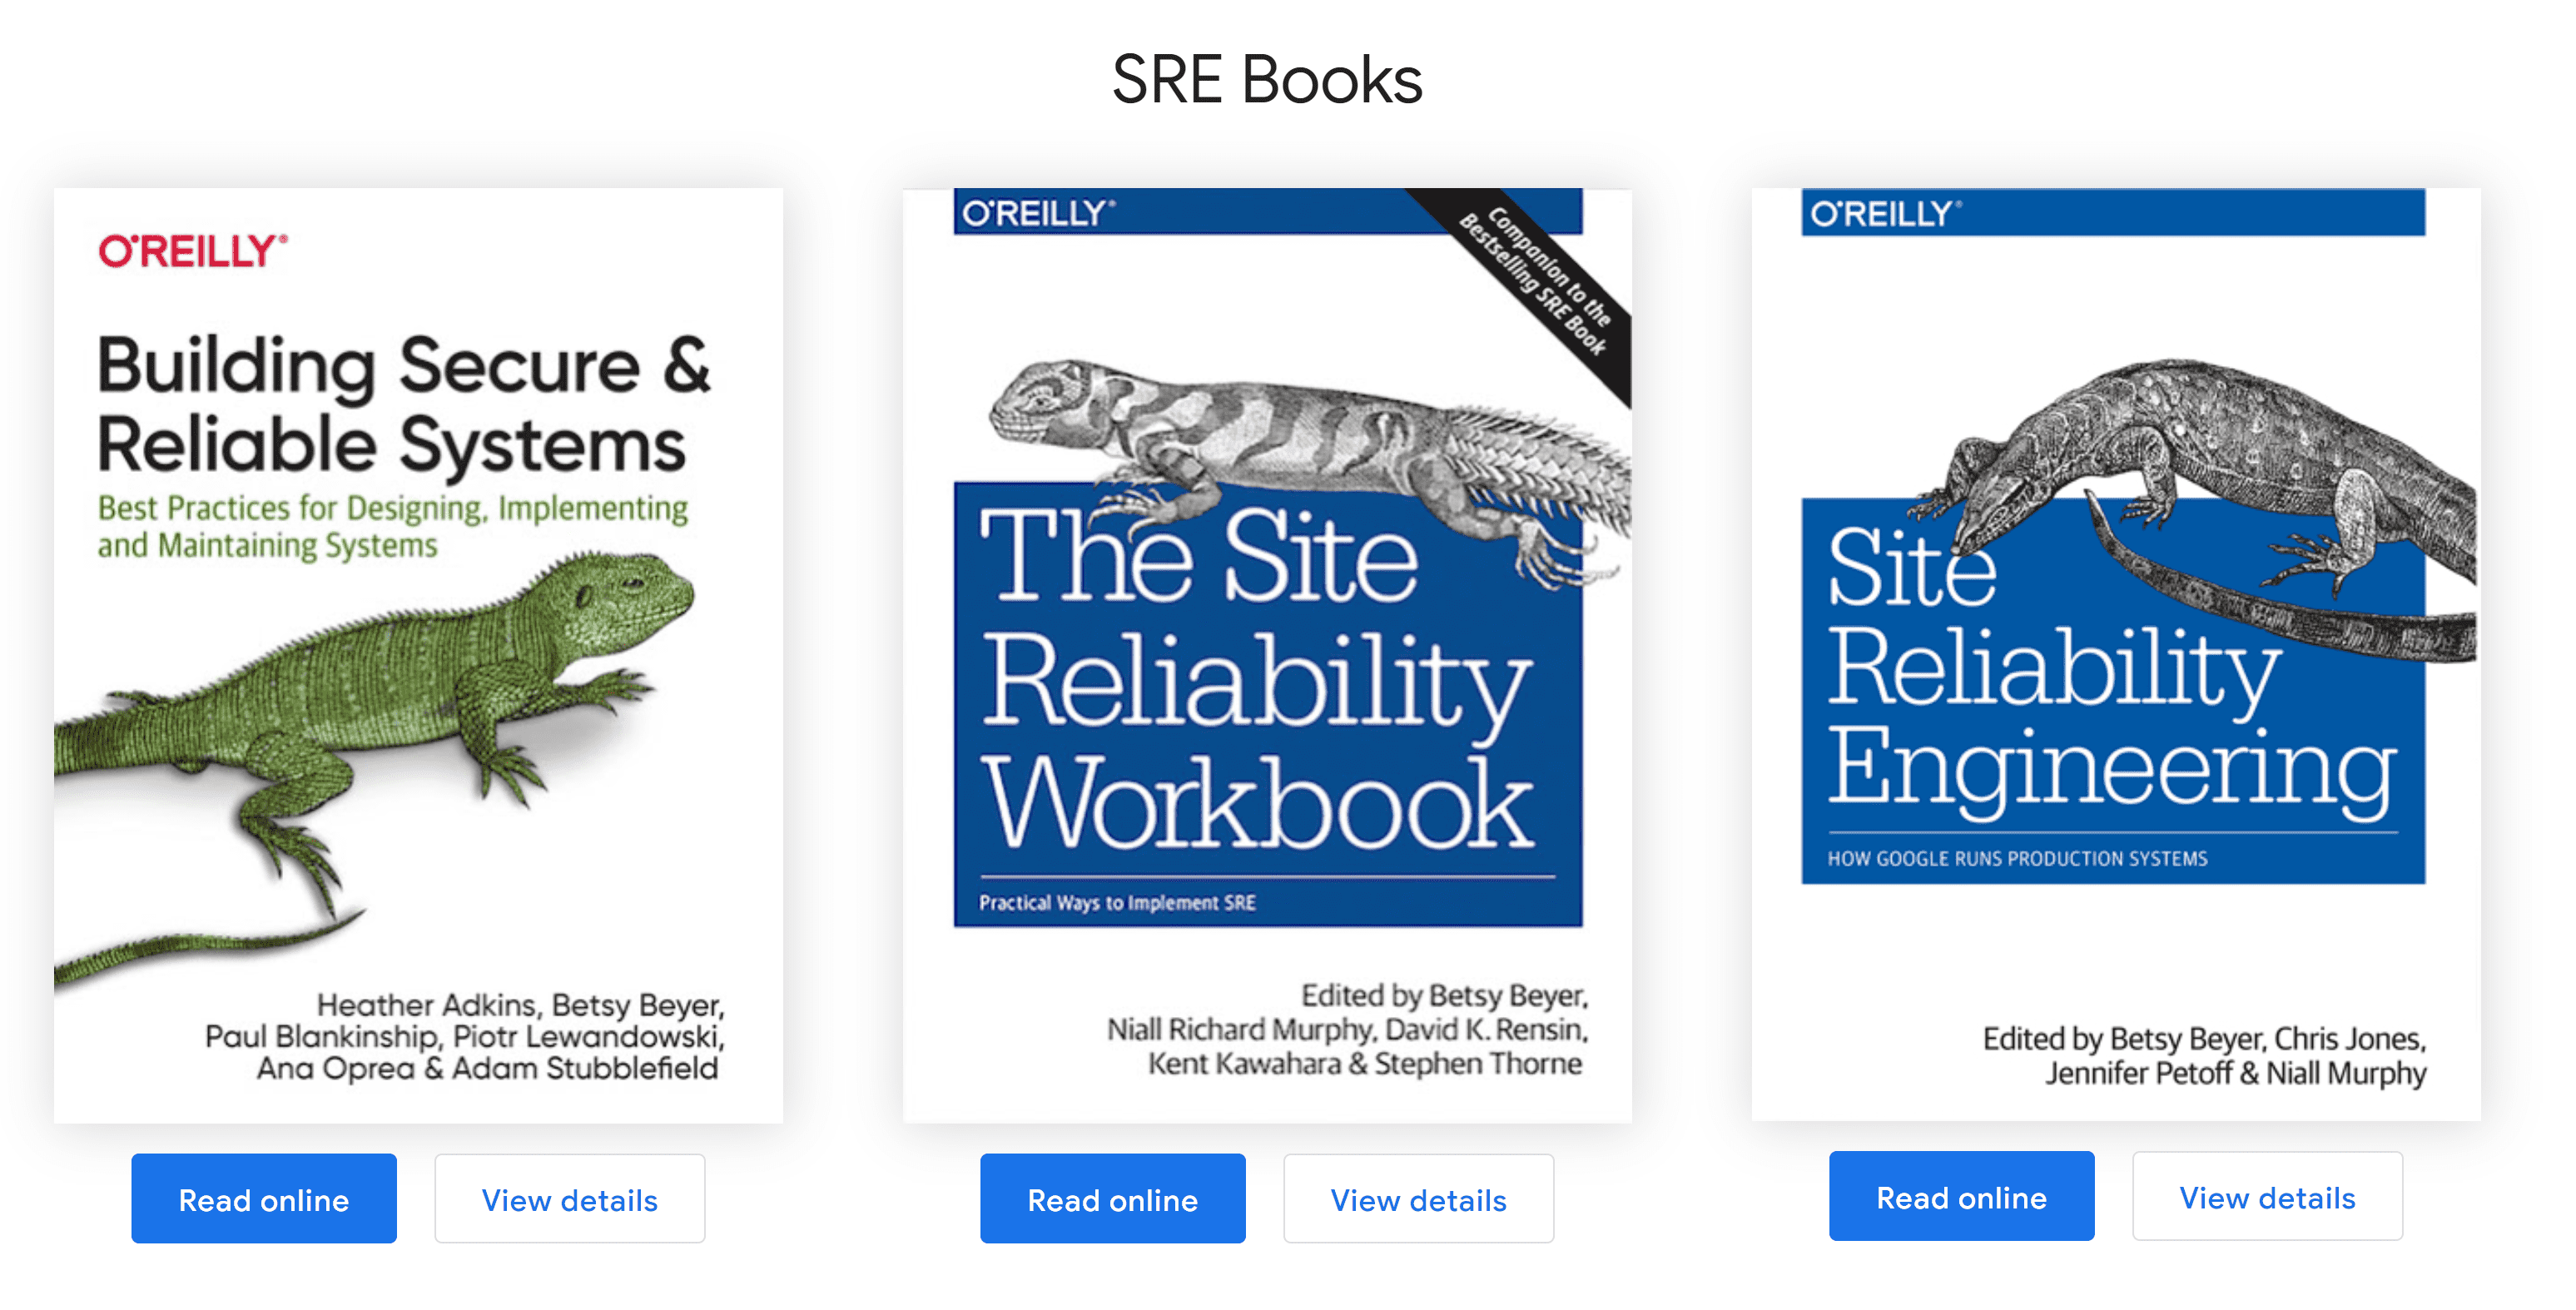 SRE Books
O'REILLY®
Building Secure &
Reliable Systems
Best Practices for Designing, Implementing
and Maintaining Systems
Heather Adkins, Betsy Beyer,
Paul Blankinship, Piotr Lewandowski,
Ana Oprea & Adam Stubblefield
Read online
View details
O'REILLY®
Companion to the
Bestselling SRE Book
The Site
Reliability
Workbook
Practical Ways to Implement SRE
Edited by Betsy Beyer,
Niall Richard Murphy, David K. Rensin,
Kent Kawahara & Stephen Thorne
Read online
View details
O'REILLY®
Site
Reliability
Engineering
HOW GOOGLE RUNS PRODUCTION SYSTEMS
Edited by Betsy Beyer, Chris Jones,
Jennifer Petoff & Niall Murphy
Read online
View details